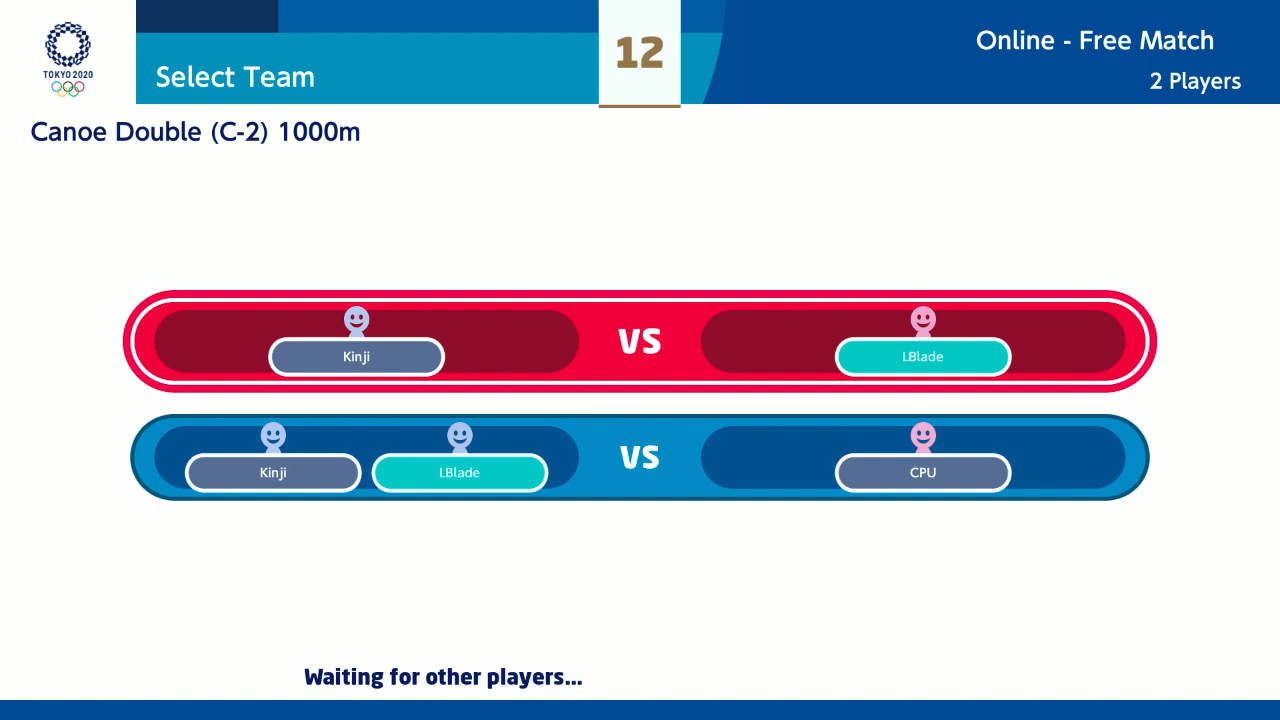 TOKYO 2020
Select Team
12
Online - Free Match
2 Players
Canoe Double (C-2) 1000m
Kinji
VS
LBlade
Kinji
LBlade
VS
CPU
Waiting for other players...